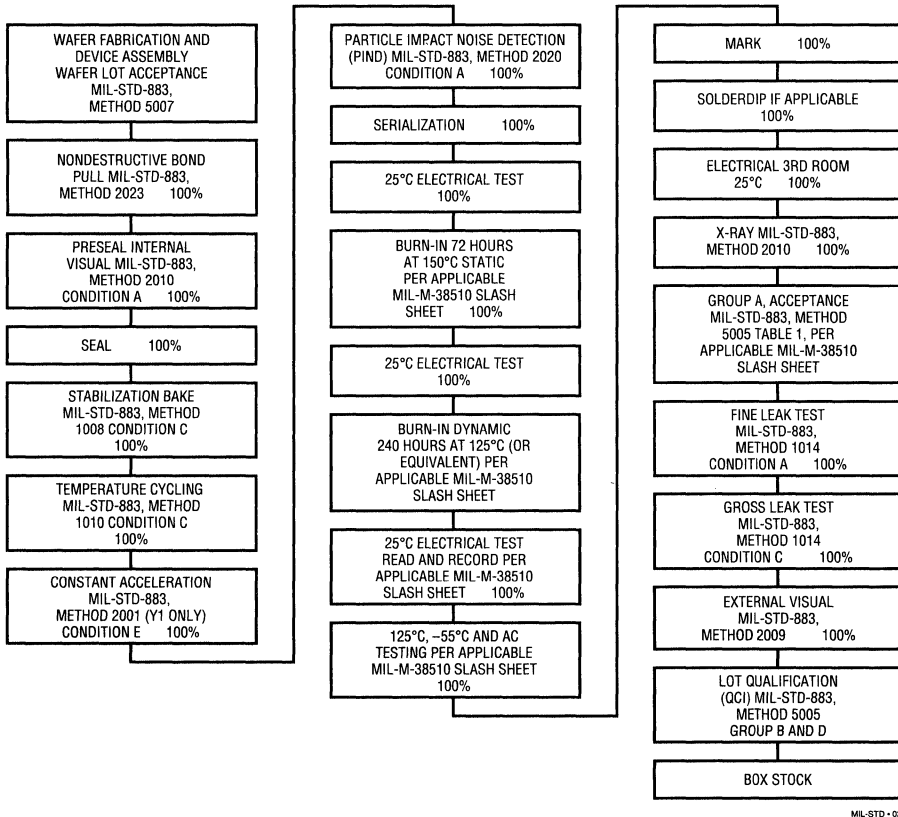 WAFER FABRICATION AND
DEVICE ASSEMBLY
WAFER LOT ACCEPTANCE
MIL-STD-883,
METHOD 5007
NONDESTRUCTIVE BOND
PULL MIL-STD-883,
METHOD 2023 100%
PRESEAL INTERNAL
VISUAL MIL-STD-883,
METHOD 2010
CONDITION A 100%
SEAL 100%
STABILIZATION BAKE
MIL-STD-883, METHOD
1008 CONDITION C
100%
TEMPERATURE CYCLING
MIL-STD-883, METHOD
1010 CONDITION C
100%
CONSTANT ACCELERATION
MIL-STD-883,
METHOD 2001 (Y1 ONLY)
CONDITION E 100%
PARTICLE IMPACT NOISE DETECTION
(PIND) MIL-STD-883, METHOD 2020
CONDITION A 100%
SERIALIZATION 100%
25°C ELECTRICAL TEST
100%
BURN-IN 72 HOURS
AT 150°C STATIC
PER APPLICABLE
MIL-M-38510 SLASH
SHEET 100%
25°C ELECTRICAL TEST
100%
BURN-IN DYNAMIC
240 HOURS AT 125°C (OR
EQUIVALENT) PER
APPLICABLE MIL-M-38510
SLASH SHEET
25°C ELECTRICAL TEST
READ AND RECORD PER
APPLICABLE MIL-M-38510
SLASH SHEET 100%
125°C, –55°C AND AC
TESTING PER APPLICABLE
MIL-M-38510 SLASH SHEET
100%
MARK 100%
SOLDERDIP IF APPLICABLE
100%
ELECTRICAL 3RD ROOM
25°C 100%
X-RAY MIL-STD-883,
METHOD 2010 100%
GROUP A, ACCEPTANCE
MIL-STD-883, METHOD
5005 TABLE 1, PER
APPLICABLE MIL-M-38510
SLASH SHEET
FINE LEAK TEST
MIL-STD-883,
METHOD 1014
CONDITION A 100%
GROSS LEAK TEST
MIL-STD-883,
METHOD 1014
CONDITION C 100%
EXTERNAL VISUAL
MIL-STD-883,
METHOD 2009 100%
LOT QUALIFICATION
(QCI) MIL-STD-883,
METHOD 5005
GROUP B AND D
BOX STOCK
MIL-STD •